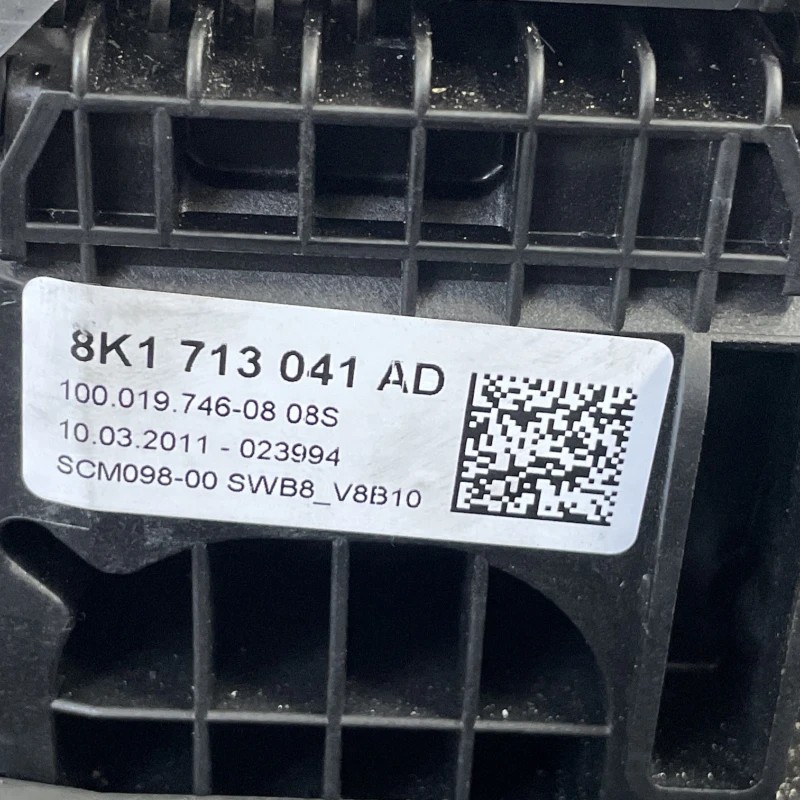 8K1 713 041 AD
100.019.746-08 08S
10.03.2011 - 023994
SCM098-00 SWB8_V8B10